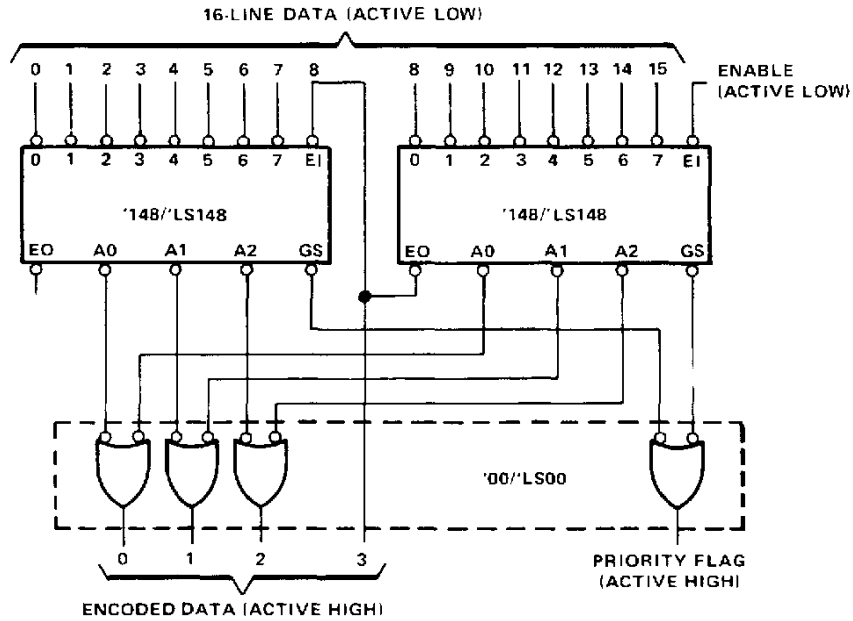 16-LINE DATA (ACTIVE LOW)
0 1 2 3 4 5 6 7 8 8 9 10 11 12 13 14 15 ENABLE
(ACTIVE LOW)
0 1 2 3 4 5 6 7 EI 0 1 2 3 4 5 6 7 EI
'148/'LS148 '148/'LS148
EO A0 A1 A2 GS EO A0 A1 A2 GS
'00/'LS00
0 1 2 3 PRIORITY FLAG
(ACTIVE HIGH)
ENCODED DATA (ACTIVE HIGH)